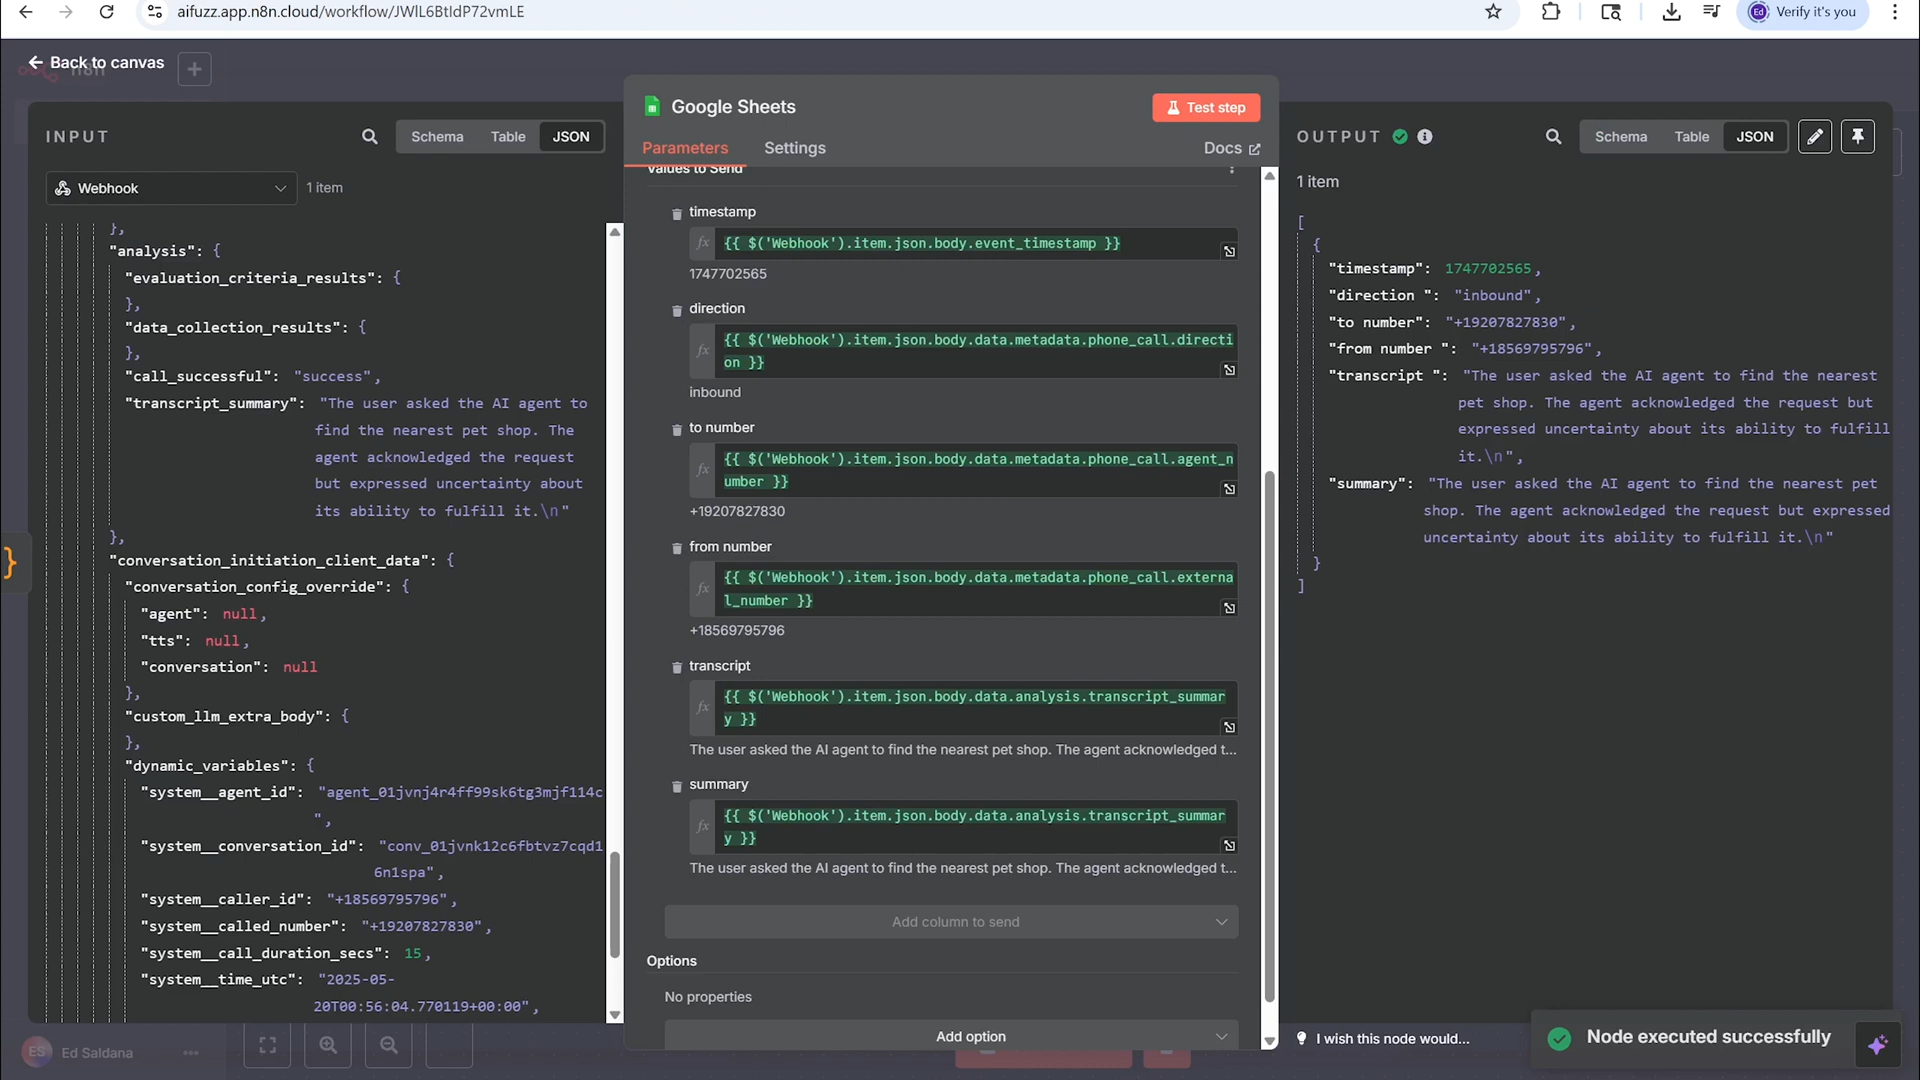 aifuzz.app.n8n.cloud/workflow/JWlL6BtIdP72vmLE
Ed
Verify it's you
Back to canvas
n8n
INPUT
Schema
Table
JSON
Webhook
1 item
},
"analysis": {
"evaluation_criteria_results": {
},
"data_collection_results": {
},
"call_successful": "success",
"transcript_summary": "The user asked the AI agent to
find the nearest pet shop. The
agent acknowledged the request
but expressed uncertainty about
its ability to fulfill it.\n"
},
"conversation_initiation_client_data": {
"conversation_config_override": {
"agent": null,
"tts": null,
"conversation": null
},
"custom_llm_extra_body": {
},
"dynamic_variables": {
"system__agent_id": "agent_01jvnj4r4ff99sk6tg3mjf114c
",
"system__conversation_id": "conv_01jvnk12c6fbtvz7cqd1
6n1spa",
"system__caller_id": "+18569795796",
"system__called_number": "+19207827830",
"system__call_duration_secs": 15,
"system__time_utc": "2025-05-
20T00:56:04.770119+00:00",
}
ES
Ed Saldana
Google Sheets
Test step
Parameters
Settings
Docs
Values to Send
timestamp
fx
{{ $('Webhook').item.json.body.event_timestamp }}
1747702565
direction
fx
{{ $('Webhook').item.json.body.data.metadata.phone_call.directi
on }}
inbound
to number
fx
{{ $('Webhook').item.json.body.data.metadata.phone_call.agent_n
umber }}
+19207827830
from number
fx
{{ $('Webhook').item.json.body.data.metadata.phone_call.externa
l_number }}
+18569795796
transcript
fx
{{ $('Webhook').item.json.body.data.analysis.transcript_summar
y }}
The user asked the AI agent to find the nearest pet shop. The agent acknowledged t...
summary
fx
{{ $('Webhook').item.json.body.data.analysis.transcript_summar
y }}
The user asked the AI agent to find the nearest pet shop. The agent acknowledged t...
Add column to send
Options
No properties
Add option
OUTPUT
Schema
Table
JSON
1 item
[
{
"timestamp": 1747702565,
"direction ": "inbound",
"to number": "+19207827830",
"from number ": "+18569795796",
"transcript ": "The user asked the AI agent to find the nearest
pet shop. The agent acknowledged the request but
expressed uncertainty about its ability to fulfill
it.\n",
"summary": "The user asked the AI agent to find the nearest pet
shop. The agent acknowledged the request but expressed
uncertainty about its ability to fulfill it.\n"
}
]
I wish this node would...
Node executed successfully